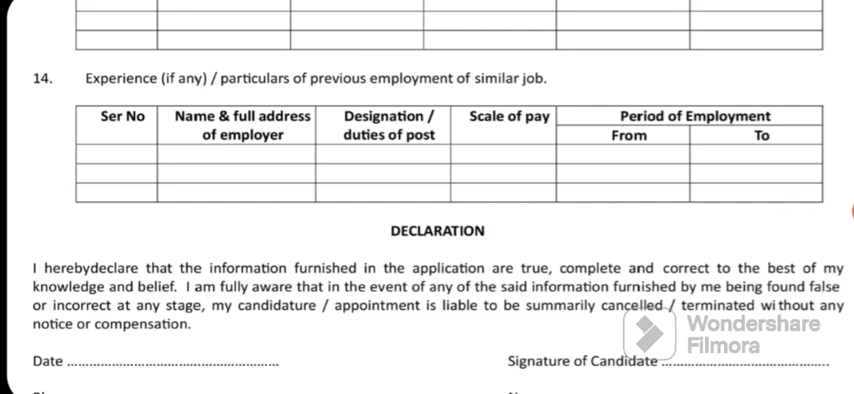 14. Experience (if any) / particulars of previous employment of similar job.
Ser No Name & full address of employer Designation / duties of post Scale of pay Period of Employment
From To
DECLARATION
I herebydeclare that the information furnished in the application are true, complete and correct to the best of my
knowledge and belief. I am fully aware that in the event of any of the said information furnished by me being found false
or incorrect at any stage, my candidature / appointment is liable to be summarily cancelled / terminated without any
notice or compensation.
Wondershare
Filmora
Date ........................................................ Signature of Candidate .............................................